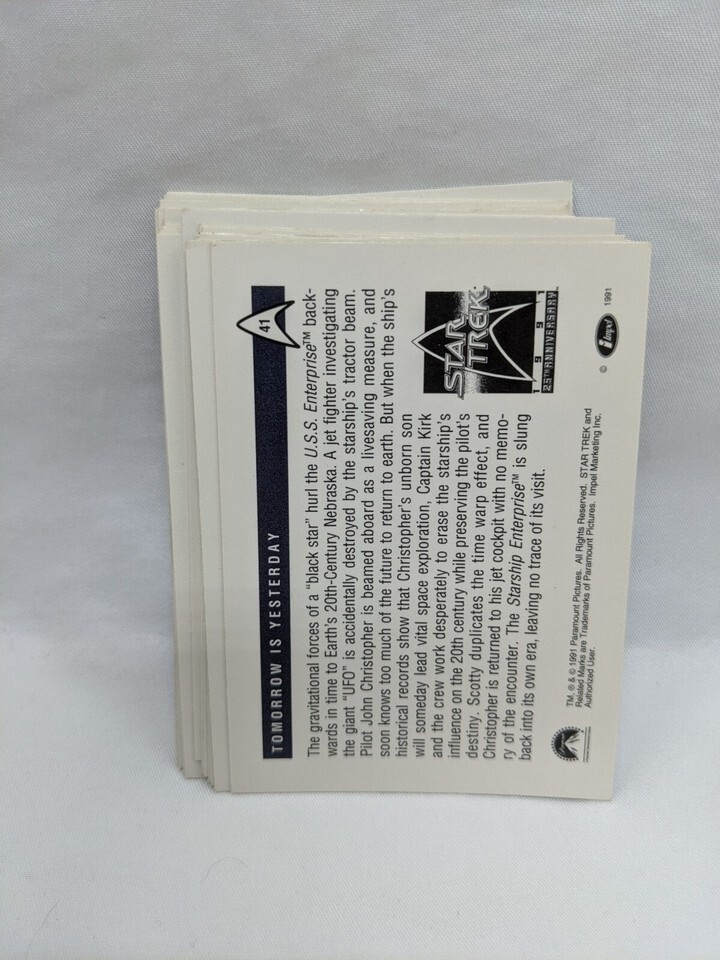 TOMORROW IS YESTERDAY
41
The gravitational forces of a "black star" hurl the U.S.S. Enterprise™ back-
wards in time to Earth's 20th-Century Nebraska. A jet fighter investigating
the giant "UFO" is accidentally destroyed by the starship's tractor beam.
Pilot John Christopher is beamed aboard as a livesaving measure, and
soon knows too much of the future to return to earth. But when the ship's
historical records show that Christopher's unborn son
will someday lead vital space exploration, Captain Kirk
and the crew work desperately to erase the starship's
influence on the 20th century while preserving the pilot's
destiny. Scotty duplicates the time warp effect, and
Christopher is returned to his jet cockpit with no memo-
ry of the encounter. The Starship Enterprise™ is slung
back into its own era, leaving no trace of its visit.
STAR
TREK
1991
25TH ANNIVERSARY
TM, ® & © 1991 Paramount Pictures. All Rights Reserved. STAR TREK and
Related Marks are Trademarks of Paramount Pictures. Impel Marketing Inc.
Authorized User.
© impel 1991